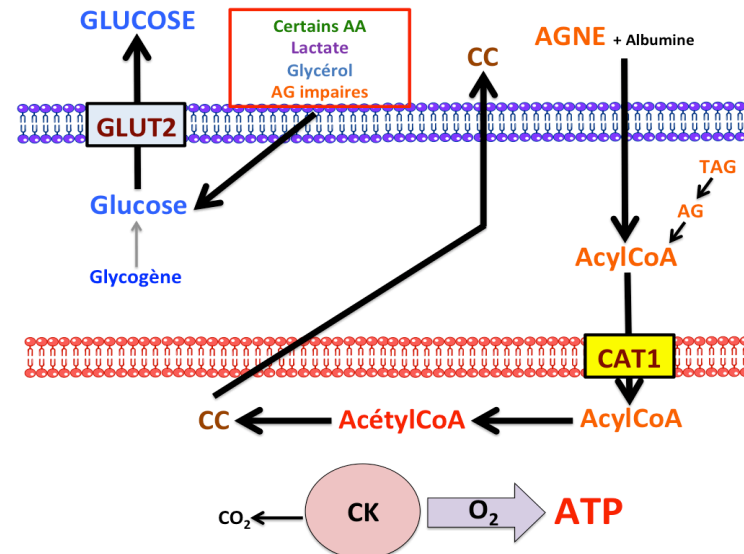 GLUCOSE
Certains AA
Lactate
Glycérol
AG impaires
CC
AGNE + Albumine
GLUT2
Glucose
Glycogène
TAG
AG
AcylCoA
CAT1
CC
AcétylCoA
AcylCoA
CO₂
CK
O₂
ATP